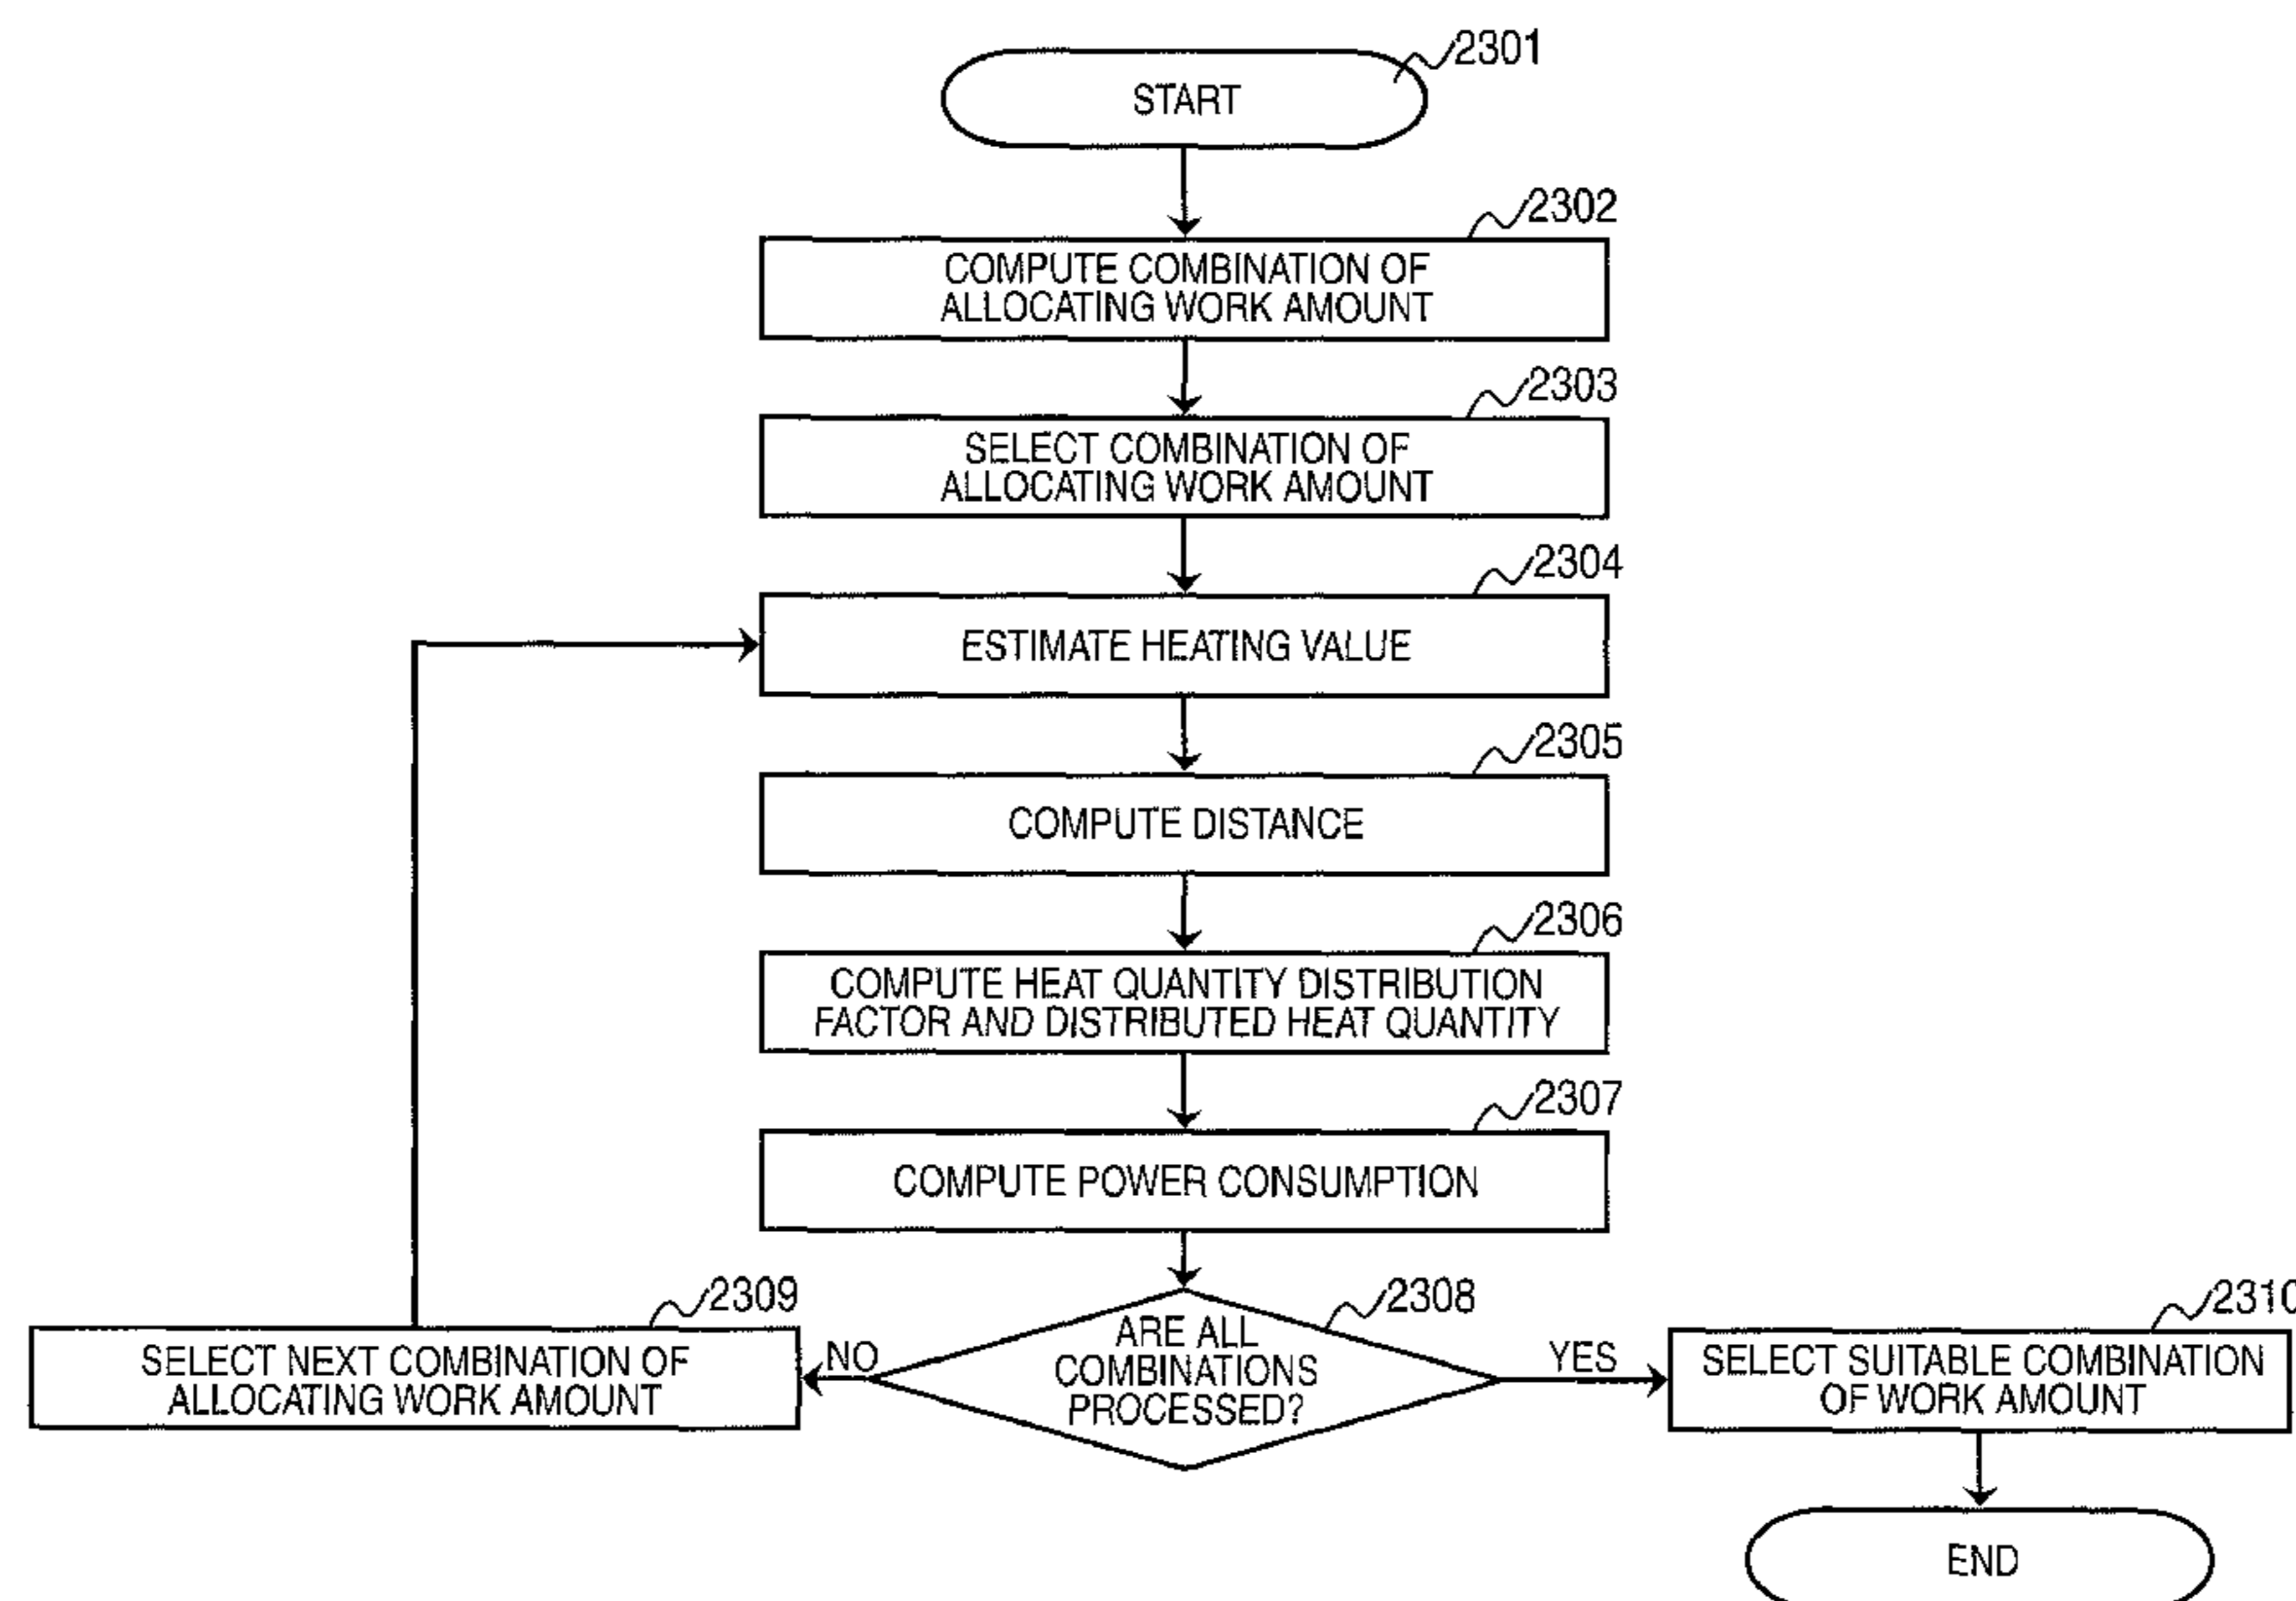 2301
START
2302
COMPUTE COMBINATION OF
ALLOCATING WORK AMOUNT
2303
SELECT COMBINATION OF
ALLOCATING WORK AMOUNT
2304
ESTIMATE HEATING VALUE
2305
COMPUTE DISTANCE
2306
COMPUTE HEAT QUANTITY DISTRIBUTION
FACTOR AND DISTRIBUTED HEAT QUANTITY
2307
COMPUTE POWER CONSUMPTION
2309
SELECT NEXT COMBINATION OF
ALLOCATING WORK AMOUNT
NO
2308
ARE ALL
COMBINATIONS
PROCESSED?
YES
2310
SELECT SUITABLE COMBINATION
OF WORK AMOUNT
END